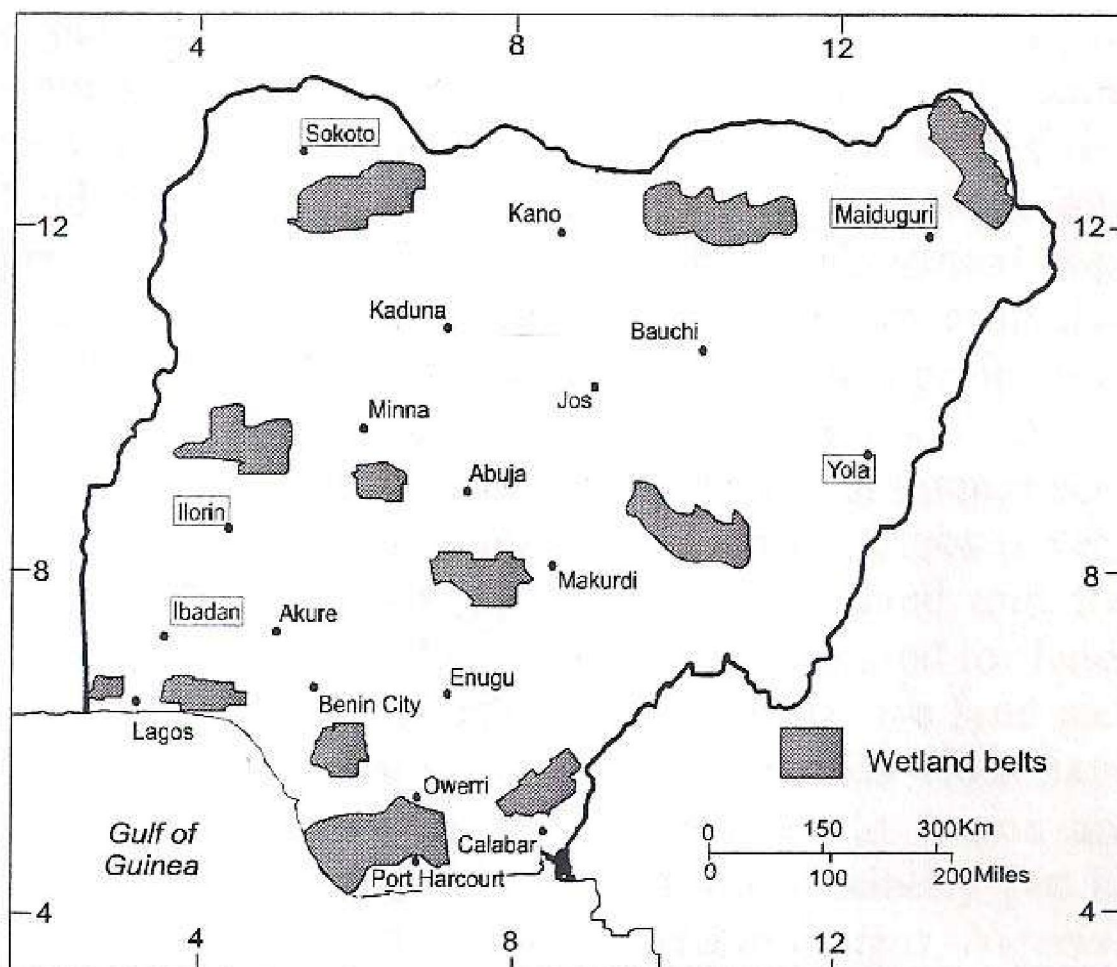 4 8 12
Sokoto
12 Kano Maiduguri 12
Kaduna
Bauchi
Jos
Minna
Abuja
Yola
Ilorin
8 Makurdi 8
Ibadan Akure
Enugu
Benin City
Lagos
Wetland belts
Owerri
Gulf of
Guinea
0 150 300Km
Calabar
0 100 200Miles
Port Harcourt
4 4
4 8 12